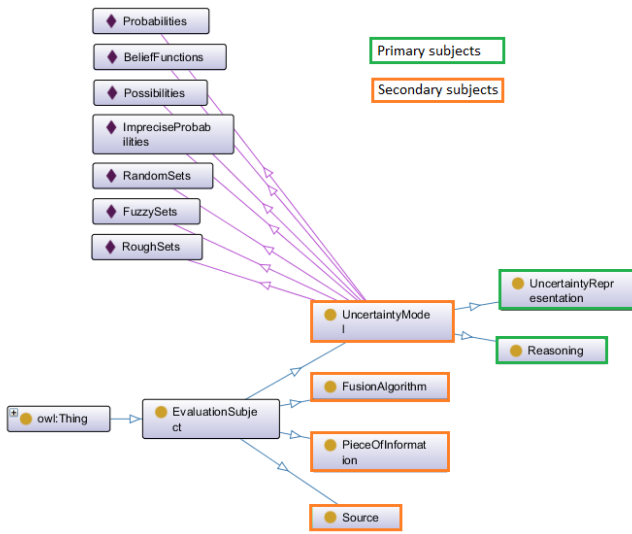 Probabilities
BeliefFunctions
Possibilities
ImpreciseProbab
ilities
RandomSets
FuzzySets
RoughSets
Primary subjects
Secondary subjects
UncertaintyRepr
esentation
UncertaintyMode
l
Reasoning
FusionAlgorithm
owl:Thing
EvaluationSubje
ct
PieceOfInformat
ion
Source